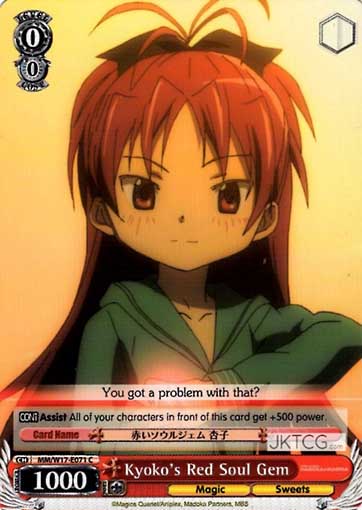 0
0
You got a problem with that?
CONT Assist All of your characters in front of this card get +500 power.
Card Name 赤いソウルジェム 杏子
JKTCG.com
CH MM/W17-E071 C
1000
Kyoko's Red Soul Gem
Magic Sweets
©Magica Quartet/Aniplex, Madoka Partners, MBS